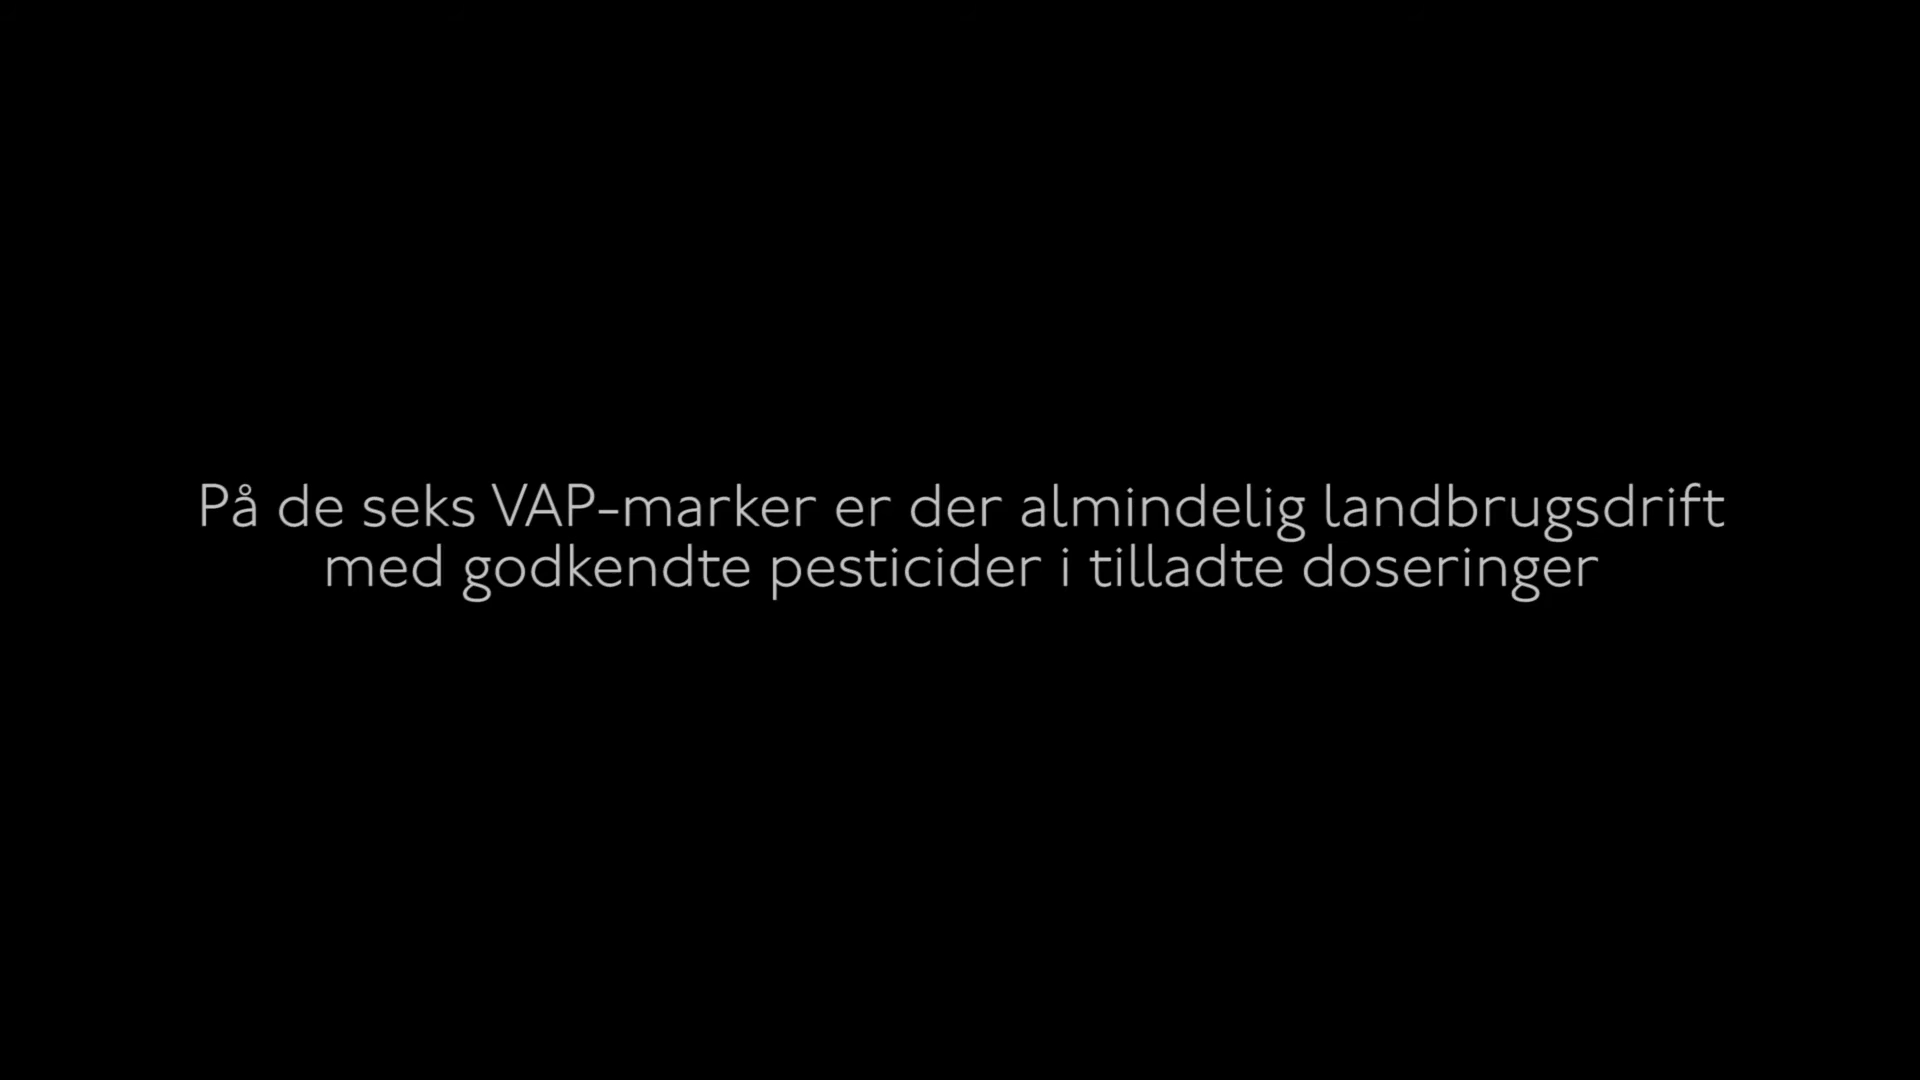 På de seks VAP-marker er der almindelig landbrugsdrift
med godkendte pesticider i tilladte doseringer